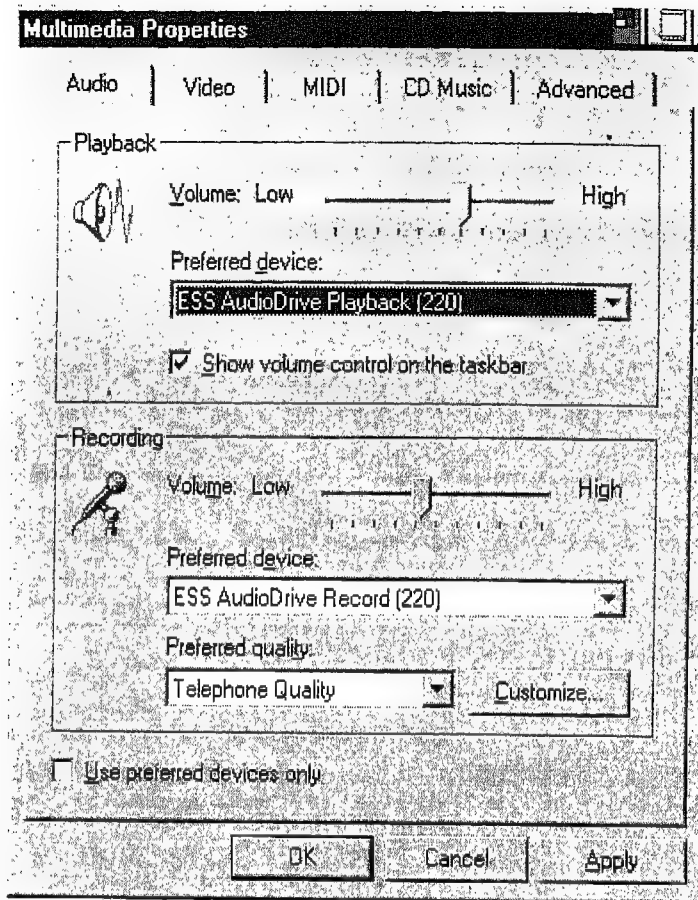 Multimedia Properties
Audio Video MIDI CD Music Advanced
Playback
Volume: Low High
Preferred device:
ESS AudioDrive Playback (220)
Show volume control on the taskbar
Recording
Volume: Low High
Preferred device:
ESS AudioDrive Record (220)
Preferred quality:
Telephone Quality Customize...
Use preferred devices only
OK Cancel Apply